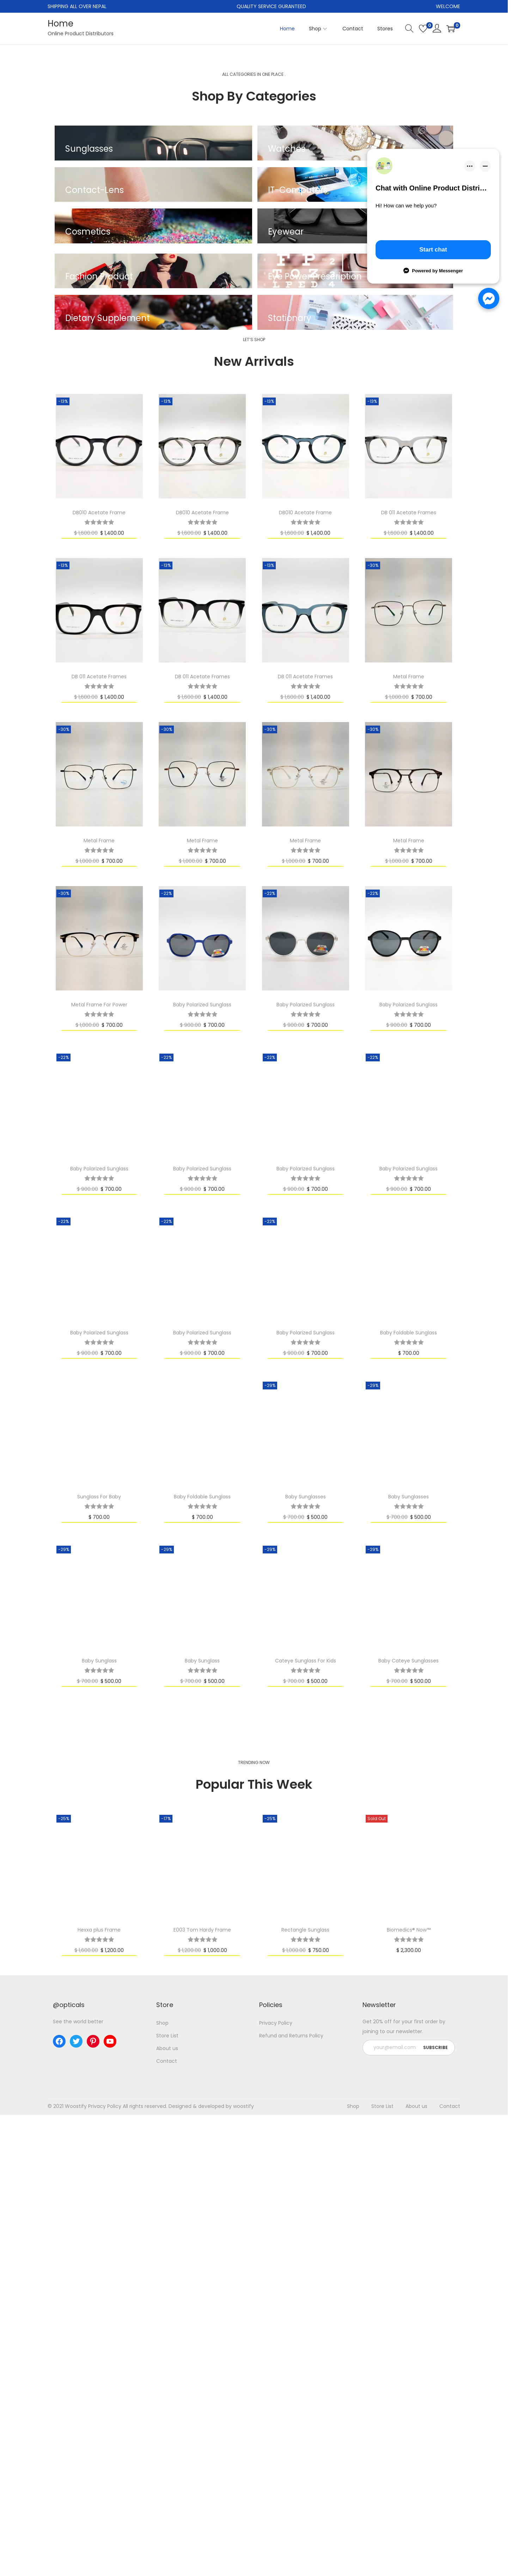 SHIPPING ALL OVER NEPAL
QUALITY SERVICE GURANTEED
WELCOME
Home
Online Product Distributors
Home
Shop
Contact
Stores
0
0
ALL CATEGORIES IN ONE PLACE
Shop By Categories
Sunglasses
Watches
Contact-Lens
IT-Computers
Cosmetics
Eyewear
Fashion Product
Eye Power Prescription
Dietary Supplement
Stationary
Chat with Online Product Distri...
Hi! How can we help you?
Start chat
Powered by Messenger
LET'S SHOP
New Arrivals
-13%
-13%
-13%
-13%
DB010 Acetate Frame
DB010 Acetate Frame
DB010 Acetate Frame
DB 011 Acetate Frames
$ 1,600.00 $ 1,400.00
$ 1,600.00 $ 1,400.00
$ 1,600.00 $ 1,400.00
$ 1,600.00 $ 1,400.00
-13%
-13%
-13%
-30%
DB 011 Acetate Frames
DB 011 Acetate Frames
DB 011 Acetate Frames
Metal Frame
$ 1,600.00 $ 1,400.00
$ 1,600.00 $ 1,400.00
$ 1,600.00 $ 1,400.00
$ 1,000.00 $ 700.00
-30%
-30%
-30%
-30%
Metal Frame
Metal Frame
Metal Frame
Metal Frame
$ 1,000.00 $ 700.00
$ 1,000.00 $ 700.00
$ 1,000.00 $ 700.00
$ 1,000.00 $ 700.00
-30%
-22%
-22%
-22%
Metal Frame For Power
Baby Polarized Sunglass
Baby Polarized Sunglass
Baby Polarized Sunglass
$ 1,000.00 $ 700.00
$ 900.00 $ 700.00
$ 900.00 $ 700.00
$ 900.00 $ 700.00
-22%
-22%
-22%
-22%
Baby Polarized Sunglass
Baby Polarized Sunglass
Baby Polarized Sunglass
Baby Polarized Sunglass
$ 900.00 $ 700.00
$ 900.00 $ 700.00
$ 900.00 $ 700.00
$ 900.00 $ 700.00
-22%
-22%
-22%
Baby Polarized Sunglass
Baby Polarized Sunglass
Baby Polarized Sunglass
Baby Foldable Sunglass
$ 900.00 $ 700.00
$ 900.00 $ 700.00
$ 900.00 $ 700.00
$ 700.00
-29%
-29%
Sunglass For Baby
Baby Foldable Sunglass
Baby Sunglasses
Baby Sunglasses
$ 700.00
$ 700.00
$ 700.00 $ 500.00
$ 700.00 $ 500.00
-29%
-29%
-29%
-29%
Baby Sunglass
Baby Sunglass
Cateye Sunglass For Kids
Baby Cateye Sunglasses
$ 700.00 $ 500.00
$ 700.00 $ 500.00
$ 700.00 $ 500.00
$ 700.00 $ 500.00
TRENDING NOW
Popular This Week
-25%
-17%
-25%
Sold Out
Hexxa plux Frame
E003 Tom Hardy Frame
Rectangle Sunglass
Biomedics® Now™
$ 1,200.00
$ 1,000.00
$ 1,000.00 $ 750.00
$ 2,300.00
@opticals
See the world better
Store
Shop
Store List
About us
Contact
Policies
Privacy Policy
Refund and Returns Policy
Newsletter
Get 20% off for your first order by
joining to our newsletter.
your@email.com
SUBSCRIBE
© 2021 Woostify Privacy Policy All rights reserved. Designed & developed by woostify
Shop
Store List
About us
Contact